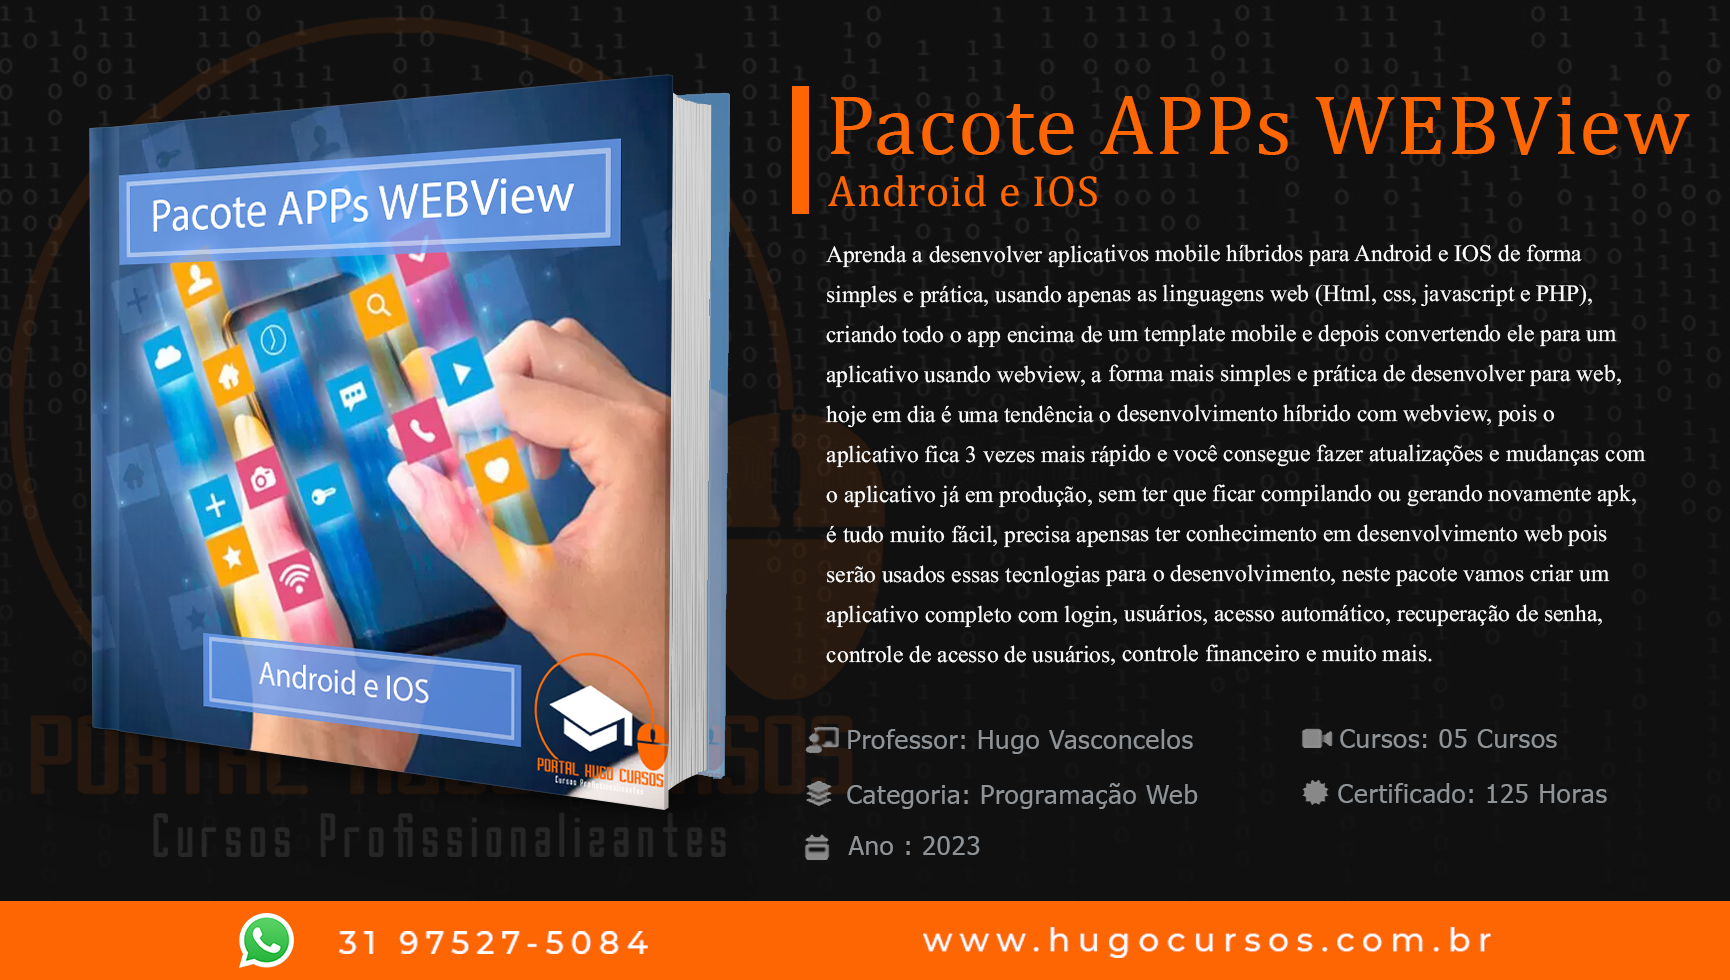 Pacote APPs WEBView
Android e IOS
PORTAL HUGO CURSOS
Cursos Profissionalizantes
Pacote APPs WEBView
Android e IOS
Aprenda a desenvolver aplicativos mobile híbridos para Android e IOS de forma
simples e prática, usando apenas as linguagens web (Html, css, javascript e PHP),
criando todo o app encima de um template mobile e depois convertendo ele para um
aplicativo usando webview, a forma mais simples e prática de desenvolver para web,
hoje em dia é uma tendência o desenvolvimento híbrido com webview, pois o
aplicativo fica 3 vezes mais rápido e você consegue fazer atualizações e mudanças com
o aplicativo já em produção, sem ter que ficar compilando ou gerando novamente apk,
é tudo muito fácil, precisa apensas ter conhecimento em desenvolvimento web pois
serão usados essas tecnlogias para o desenvolvimento, neste pacote vamos criar um
aplicativo completo com login, usuários, acesso automático, recuperação de senha,
controle de acesso de usuários, controle financeiro e muito mais.
Professor: Hugo Vasconcelos
Cursos: 05 Cursos
Categoria: Programação Web
Certificado: 125 Horas
Ano : 2023
Cursos Profissionalizantes
31 97527-5084
www.hugocursos.com.br